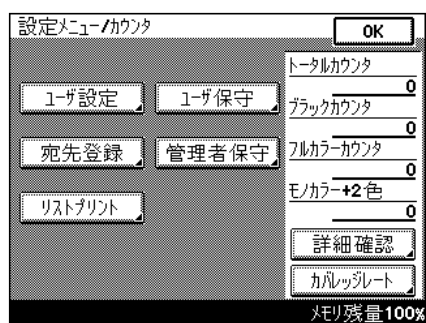 設定メニュー/カウンタ
OK
ユーザ設定
ユーザ保守
宛先登録
管理者保守
リストプリント
トータルカウンタ
0
ブラックカウンタ
0
フルカラーカウンタ
0
モノカラー+2色
0
詳細確認
カバレッジレート
メモリ残量100%